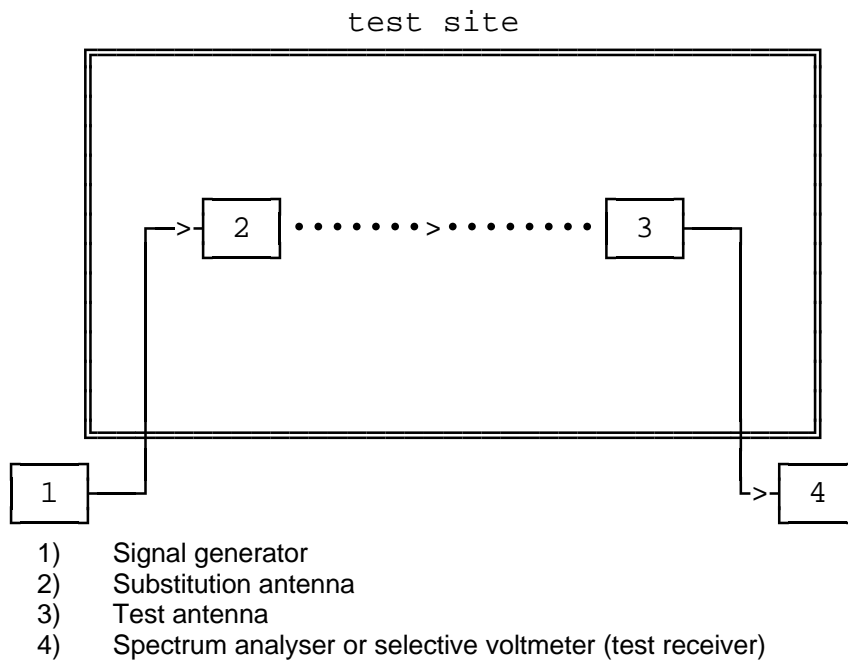 test site
2
3
1
4
1) Signal generator
2) Substitution antenna
3) Test antenna
4) Spectrum analyser or selective voltmeter (test receiver)